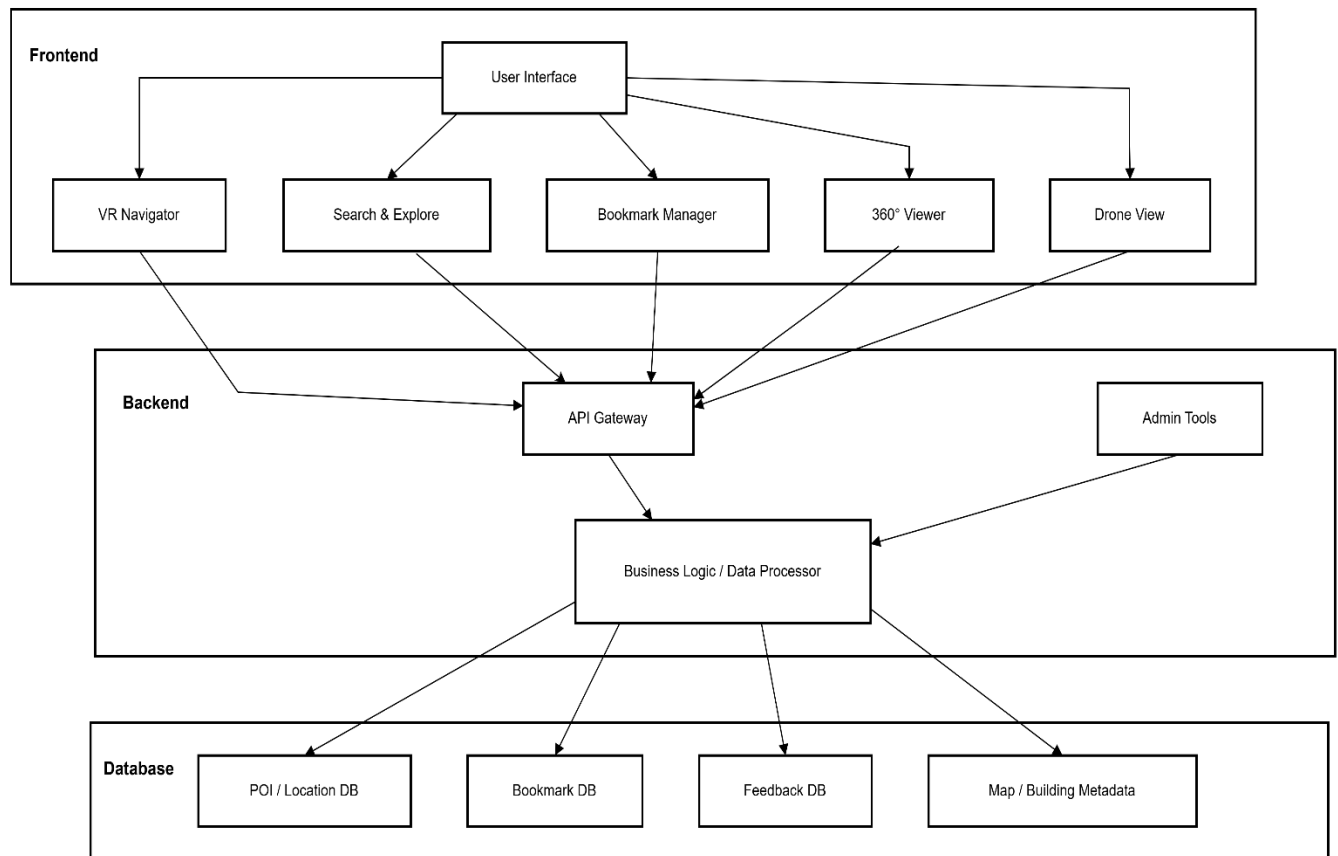 Frontend
User Interface
VR Navigator
Search & Explore
Bookmark Manager
360° Viewer
Drone View
Backend
API Gateway
Admin Tools
Business Logic / Data Processor
Database
POI / Location DB
Bookmark DB
Feedback DB
Map / Building Metadata